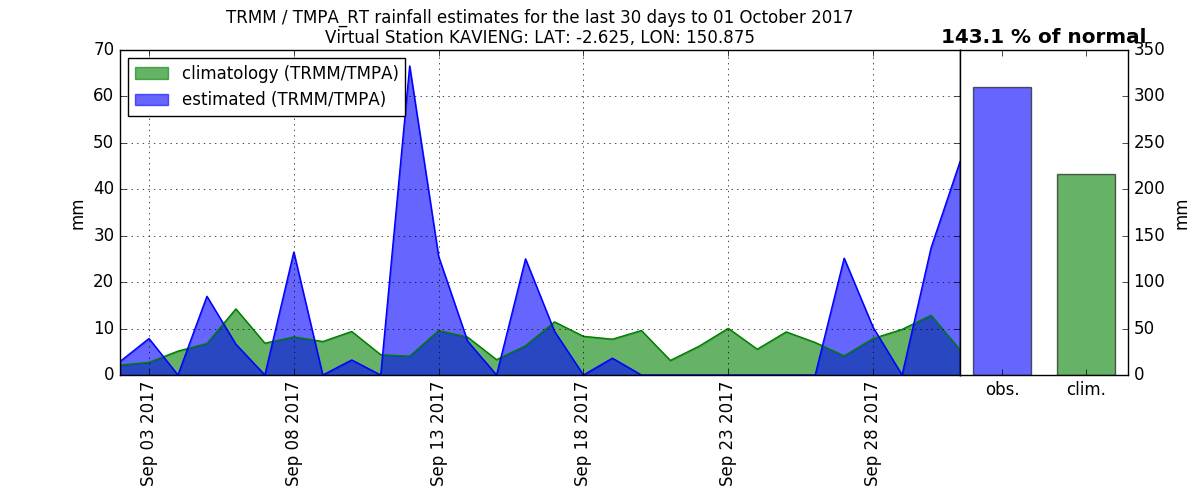 TRMM / TMPA_RT rainfall estimates for the last 30 days to 01 October 2017
Virtual Station KAVIENG: LAT: -2.625, LON: 150.875
143.1 % of normal
climatology (TRMM/TMPA)
estimated (TRMM/TMPA)
70
60
50
40
30
20
10
0
mm
Sep 03 2017
Sep 08 2017
Sep 13 2017
Sep 18 2017
Sep 23 2017
Sep 28 2017
350
300
250
200
150
100
50
0
mm
obs.
clim.